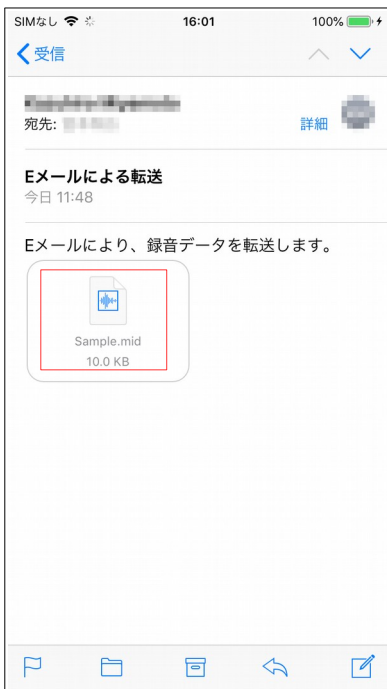 SIMなし 16:01 100%
受信
宛先:
詳細
Eメールによる転送
今日 11:48
Eメールにより、録音データを転送します。
Sample.mid
10.0 KB